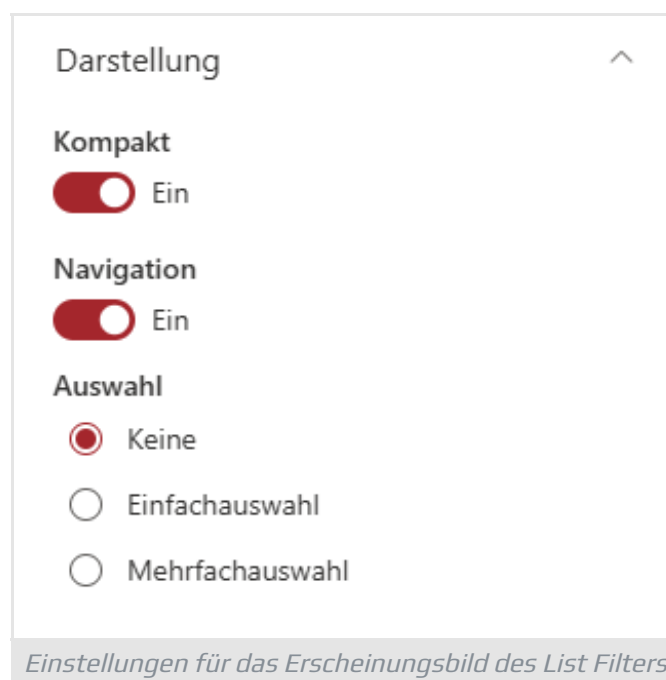 Darstellung
Kompakt
Ein
Navigation
Ein
Auswahl
Keine
Einfachauswahl
Mehrfachauswahl
Einstellungen für das Erscheinungsbild des List Filters